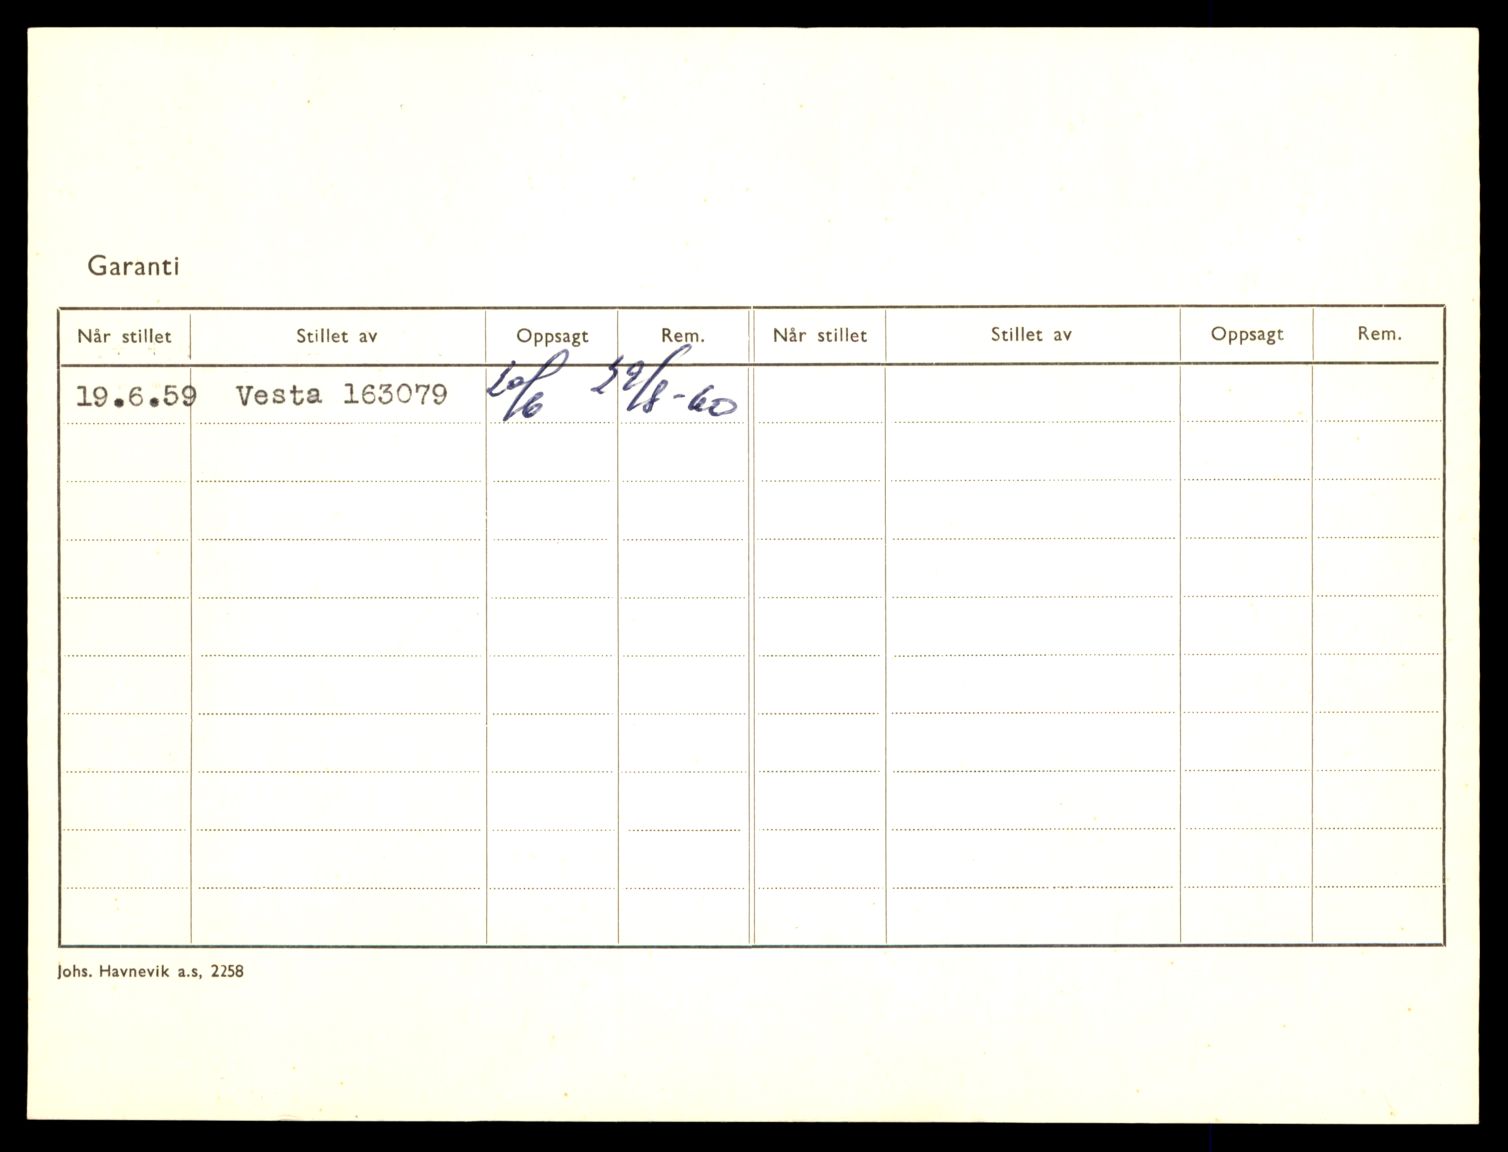 Garanti
Når stillet Stillet av Oppsagt Rem. Når stillet Stillet av Oppsagt Rem.
19.6.59 Vesta 163079 20/6 29/8-60
Johs. Havnevik a.s, 2258